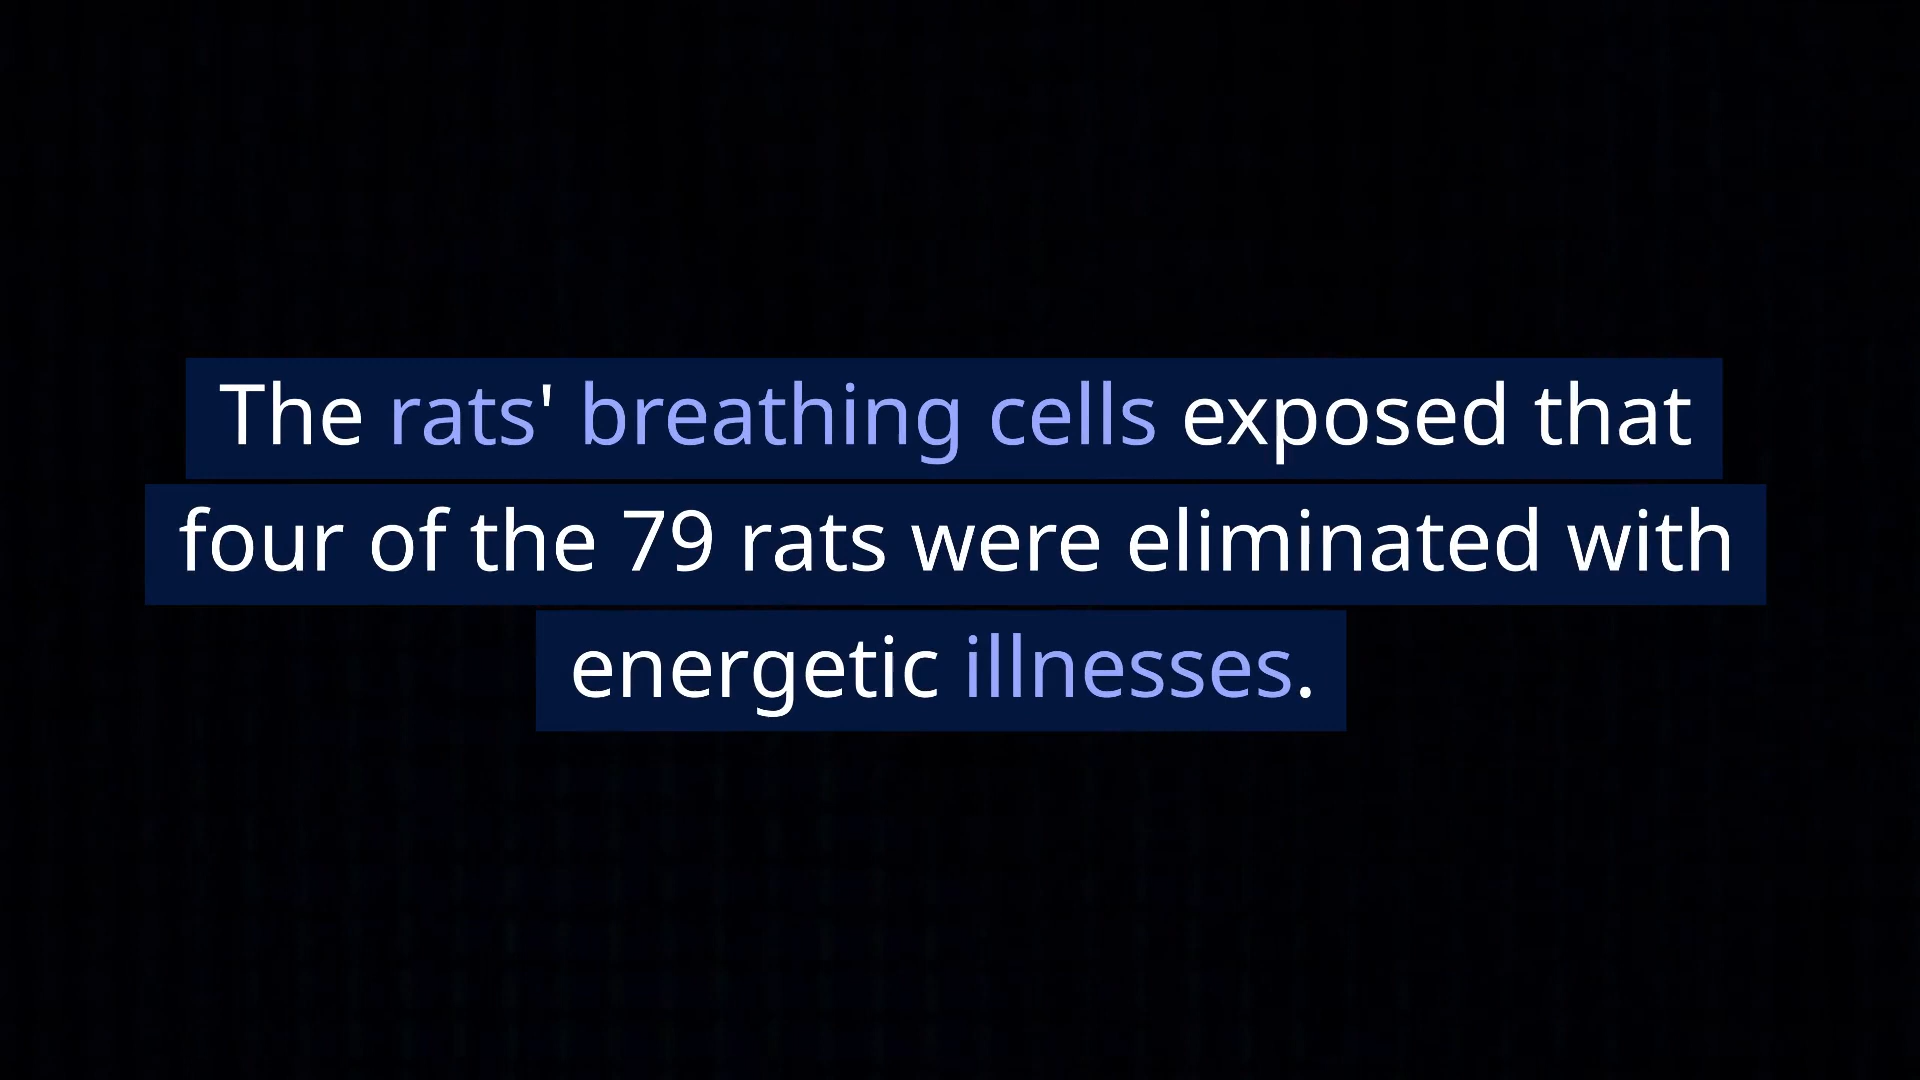 The rats' breathing cells exposed that
four of the 79 rats were eliminated with
energetic illnesses.